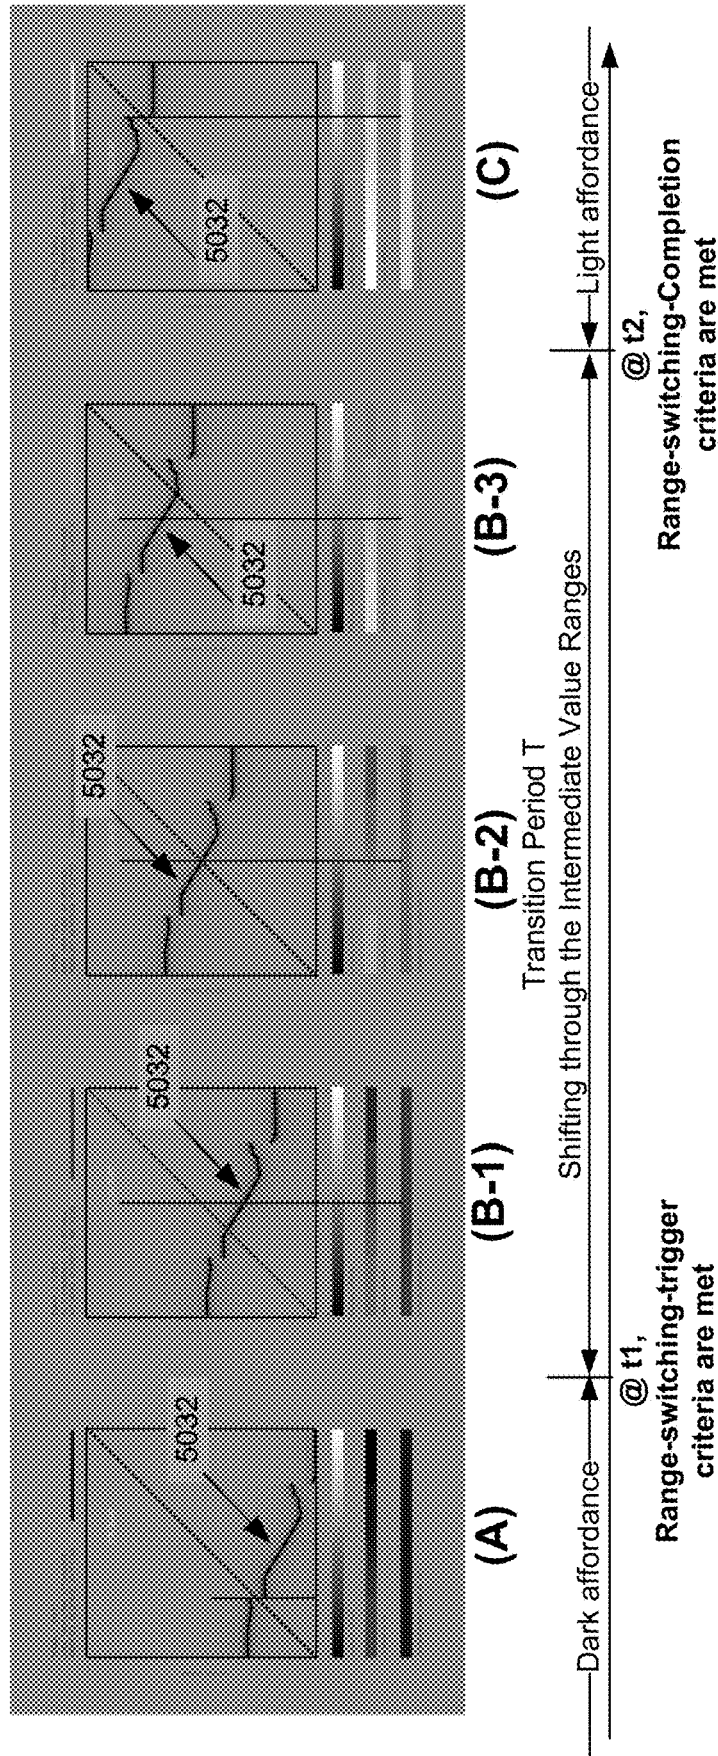 5032
5032
5032
5032
5032
(A)
(B-1)
(B-2)
(B-3)
(C)
Transition Period T
Shifting through the Intermediate Value Ranges
Dark affordance
Light affordance
@ t1,
Range-switching-trigger
criteria are met
@ t2,
Range-switching-Completion
criteria are met